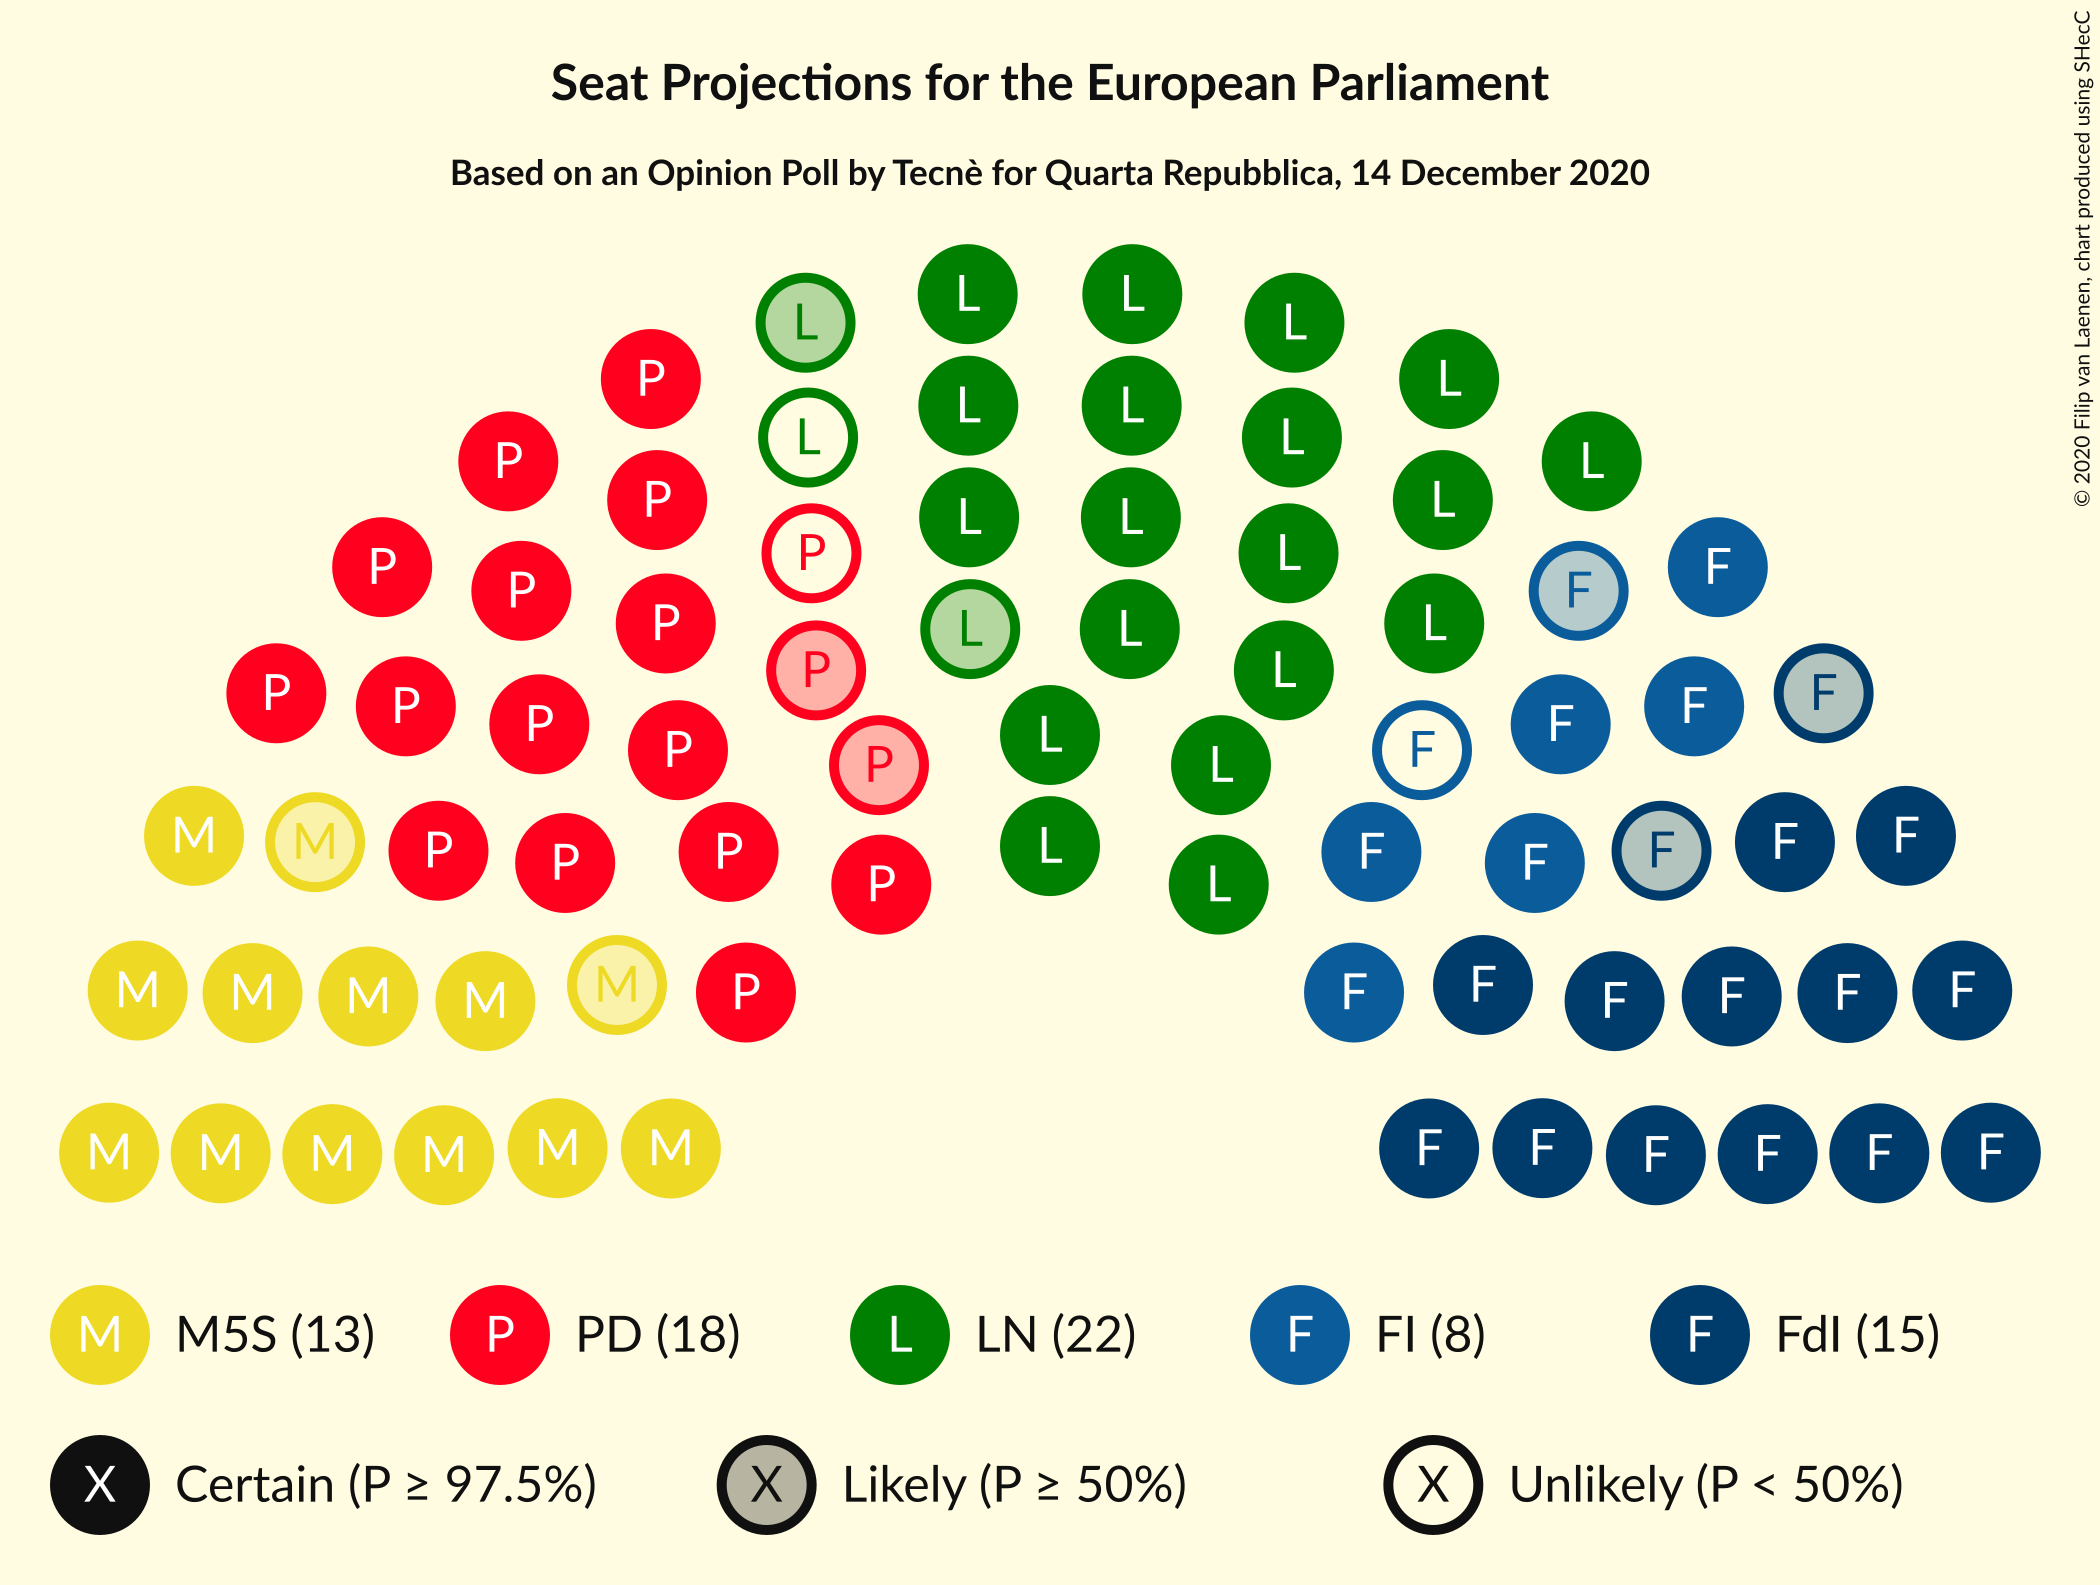 Seat Projections for the European Parliament
Based on an Opinion Poll by Tecnè for Quarta Repubblica, 14 December 2020
© 2020 Filip van Laenen, chart produced using SHecC
L L L L
P L L
P L L L L L
P P L L
P P P L L L F F
P P L L L L
P P P P L L F F F
P P P L L F F
M M P P P P L L F F F F F
M M M M M P F F F F F F
M M M M M M F F F F F F
M M5S (13) P PD (18) L LN (22) F FI (8) F FdI (15)
X Certain (P ≥ 97.5%) X Likely (P ≥ 50%) X Unlikely (P < 50%)